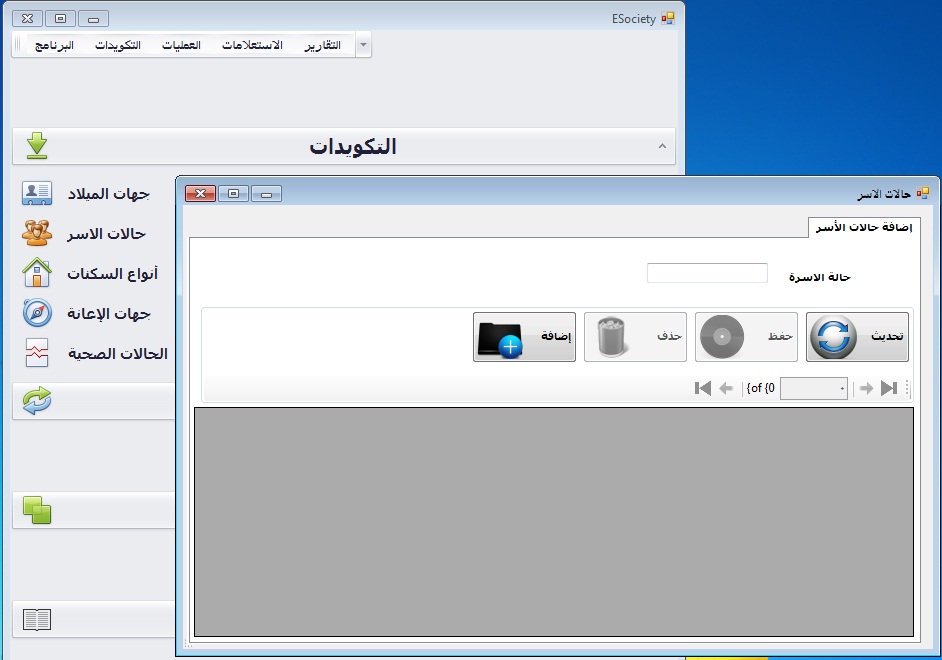 ESociety
البرنامج التكويدات العمليات الاستعلامات التقارير
التكويدات
جهات الميلاد
حالات الاسر
أنواع السكنات
جهات الإعانة
الحالات الصحية
حالات الاسر
إضافة حالات الأسر
حالة الاسرة
تحديث حفظ حذف إضافة
{of {0